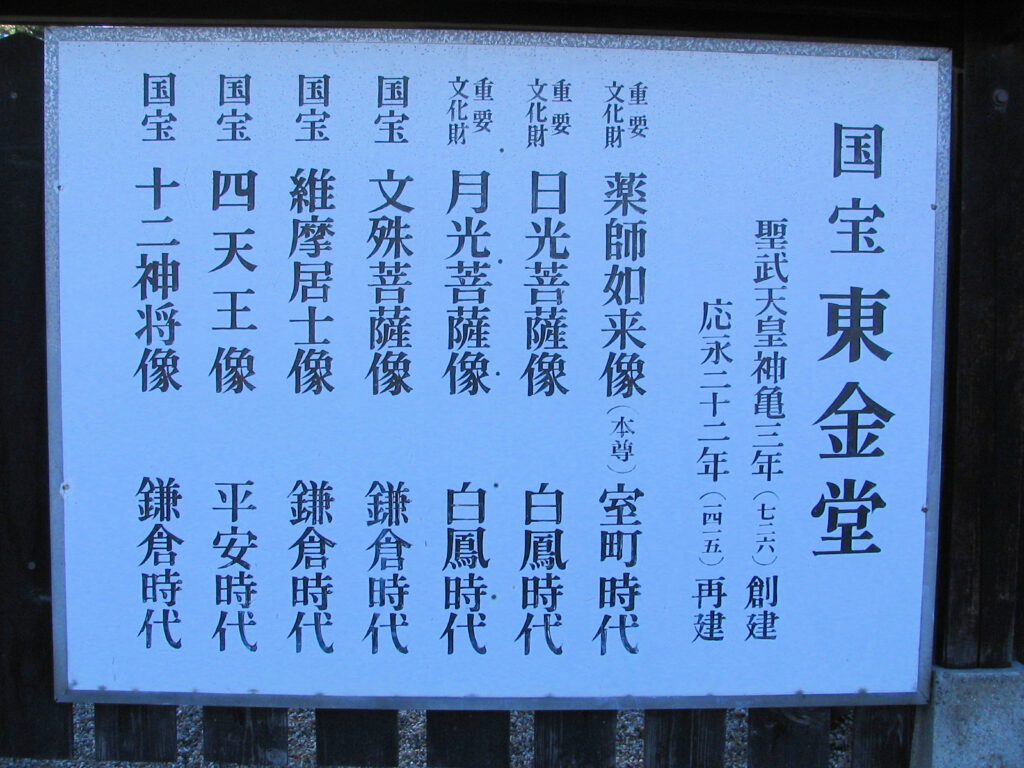 国宝 東金堂
聖武天皇神亀三年（七二六）創建
応永二十二年（一四一五）再建
重要文化財 薬師如来像（本尊） 室町時代
重要文化財 日光菩薩像 白鳳時代
重要文化財 月光菩薩像 白鳳時代
国宝 文殊菩薩像 鎌倉時代
国宝 維摩居士像 鎌倉時代
国宝 四天王像 平安時代
国宝 十二神将像 鎌倉時代